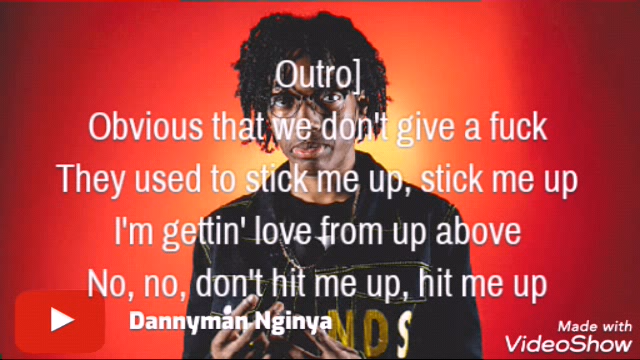 Outro]
Obvious that we don't give a fuck
They used to stick me up, stick me up
I'm gettin' love from up above
No, no, don't hit me up, hit me up
Dannyman Nginya
NDS
Made with
VideoShow